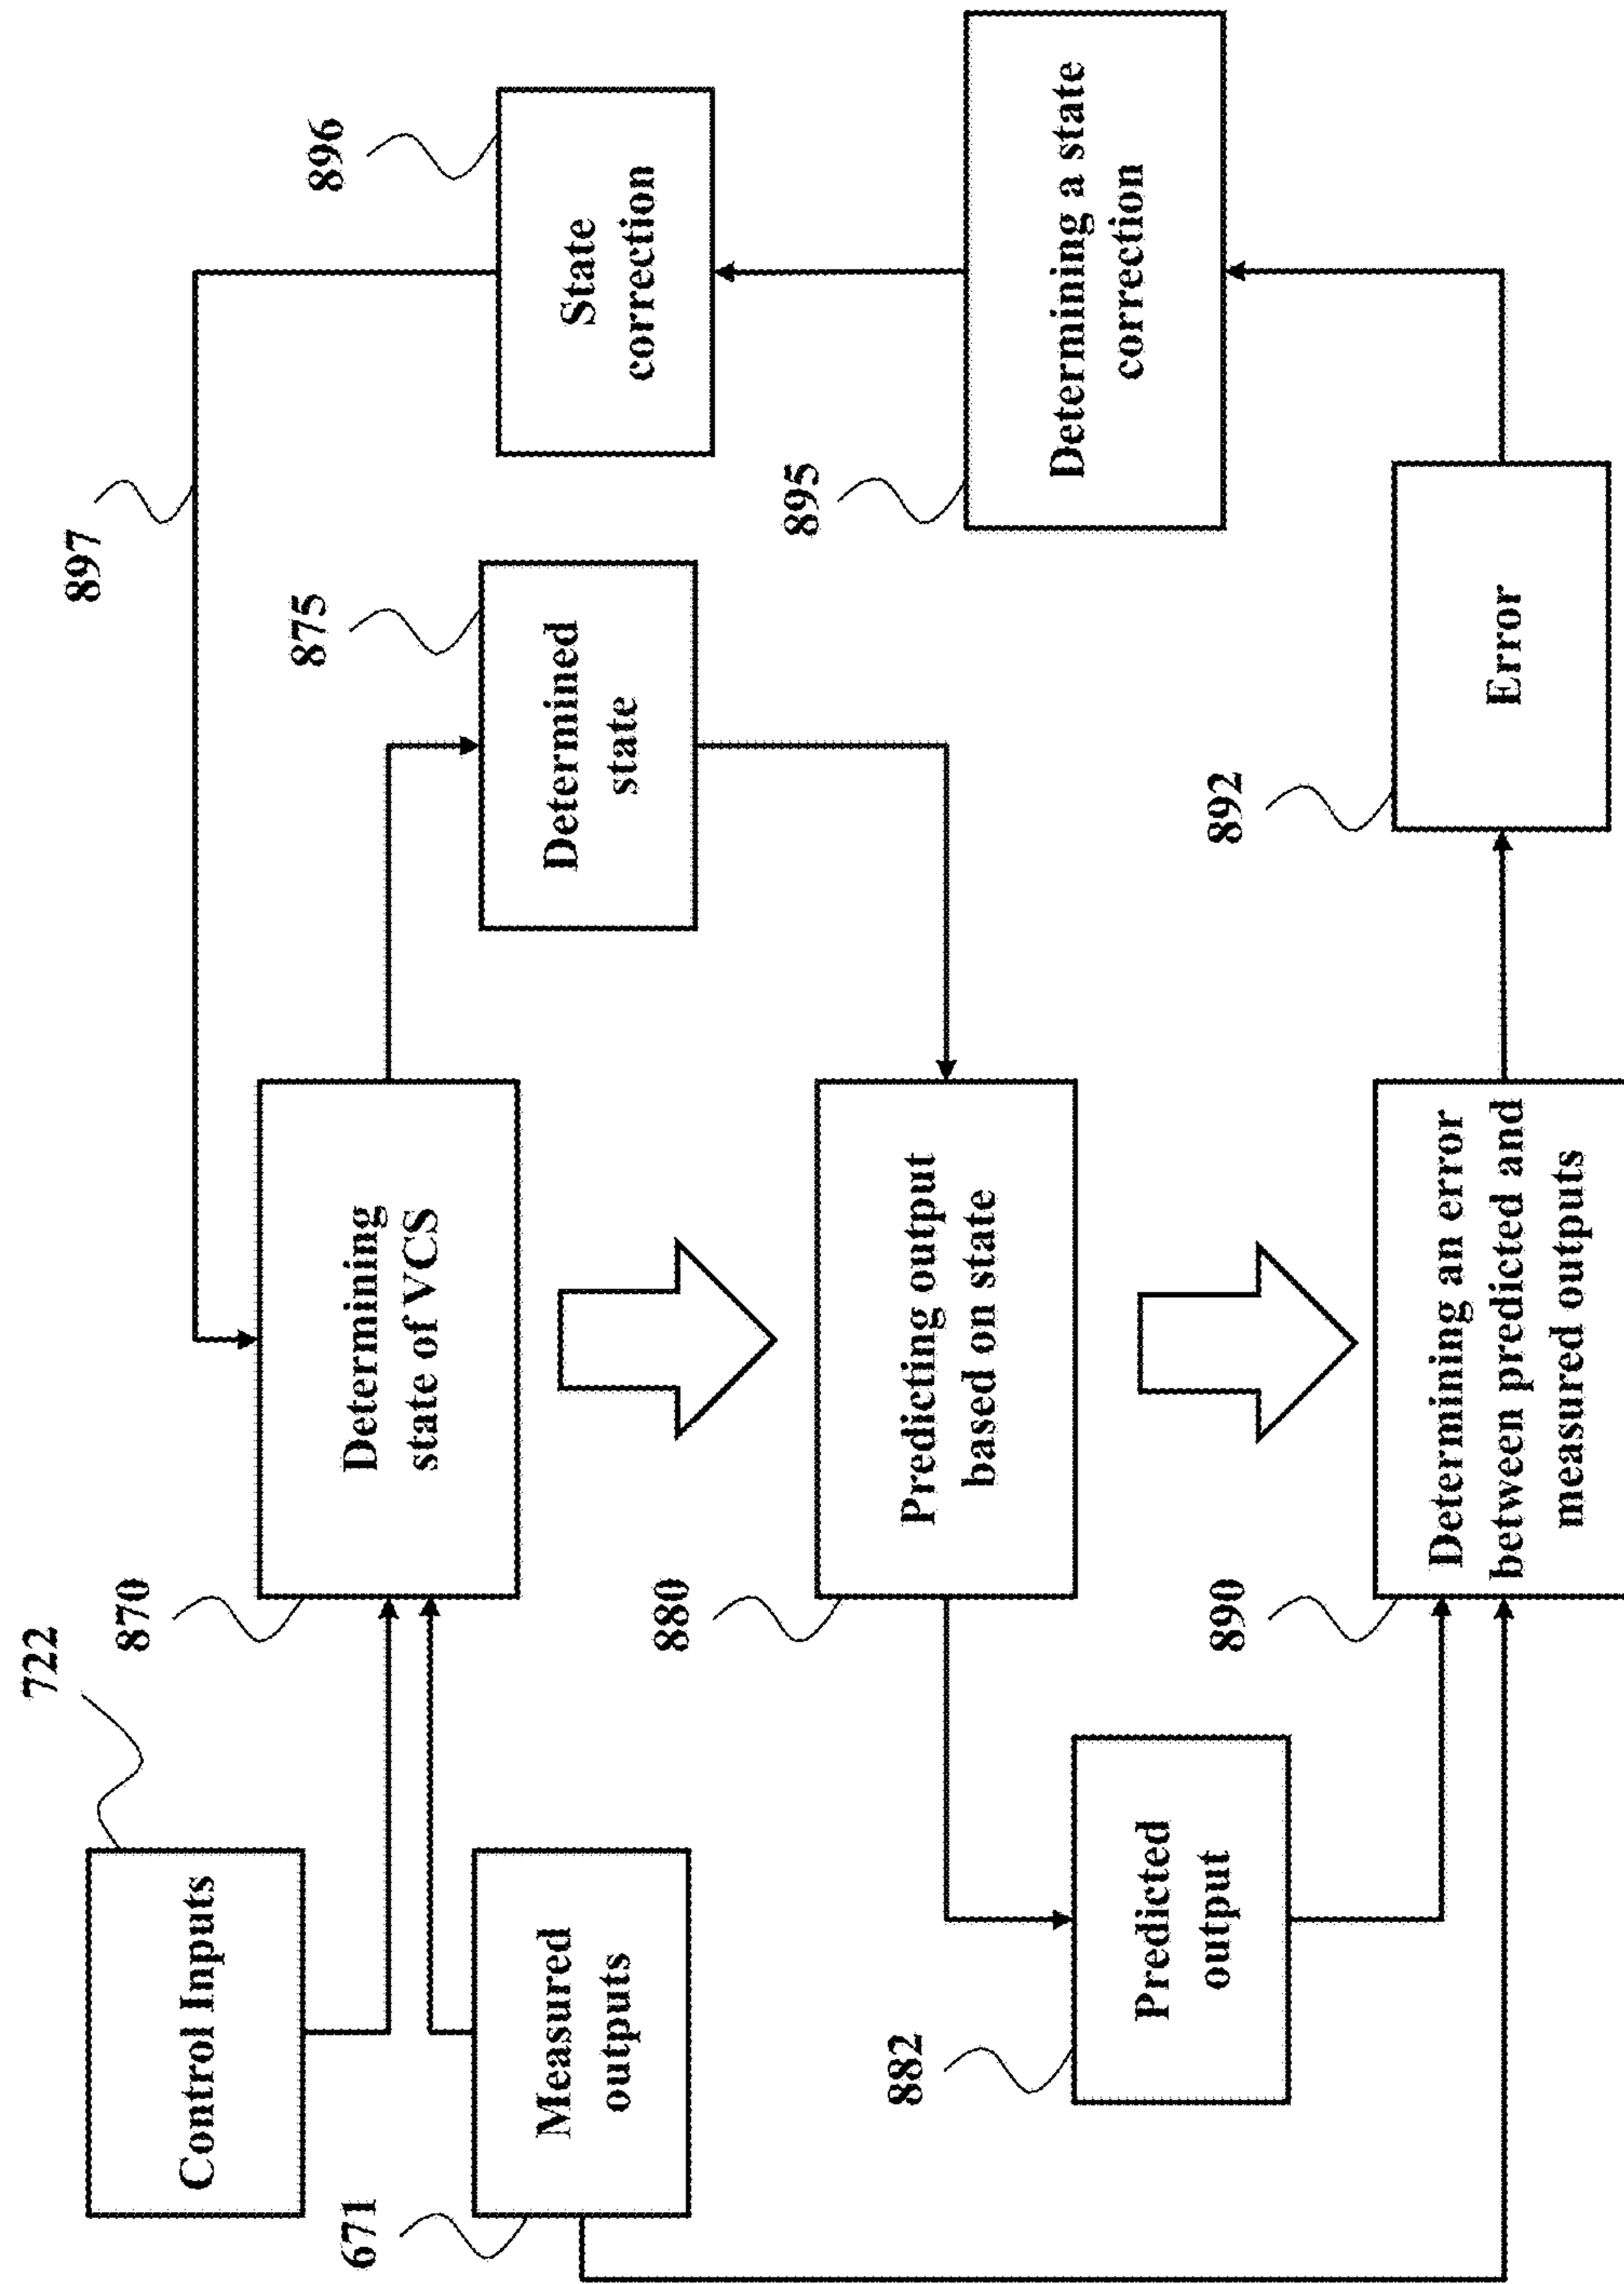 722
Control Inputs
671
Measured
outputs
870
Determining
state of VCS
897
875
Determined
state
896
State
correction
880
Predicting output
based on state
882
Predicted
output
895
Determining a state
correction
890
Determining an error
between predicted and
measured outputs
892
Error